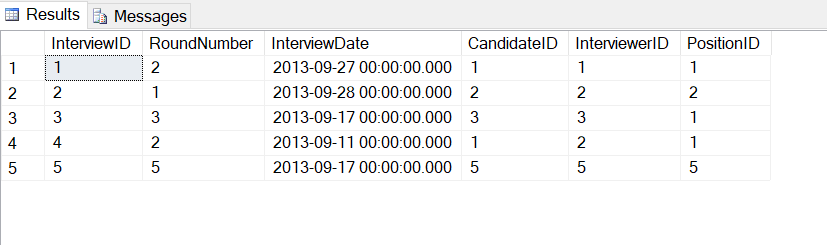 Results Messages
InterviewID RoundNumber InterviewDate CandidateID InterviewerID PositionID
1 1 2 2013-09-27 00:00:00.000 1 1 1
2 2 1 2013-09-28 00:00:00.000 2 2 2
3 3 3 2013-09-17 00:00:00.000 3 3 1
4 4 2 2013-09-11 00:00:00.000 1 2 1
5 5 5 2013-09-17 00:00:00.000 5 5 5